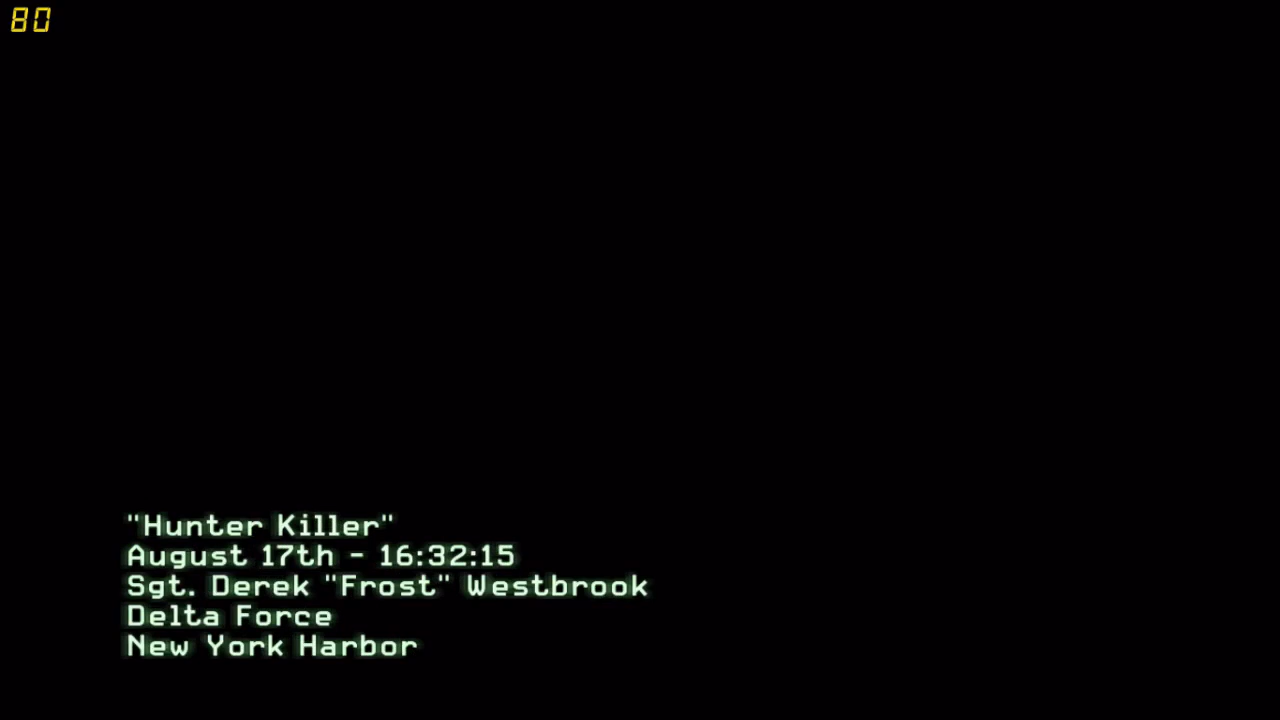 80
"Hunter Killer"
August 17th - 16:32:15
Sgt. Derek "Frost" Westbrook
Delta Force
New York Harbor